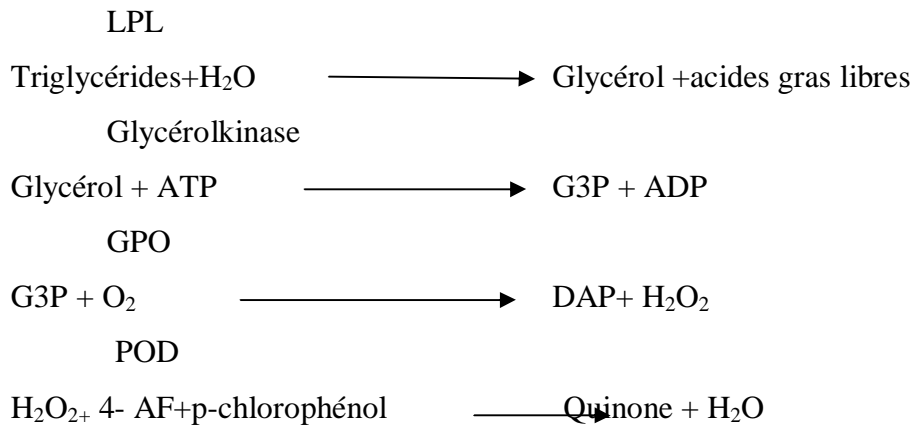 LPL
Triglycérides+H₂O Glycérol +acides gras libres
Glycérolkinase
Glycérol + ATP G3P + ADP
GPO
G3P + O₂ DAP+ H₂O₂
POD
H₂O₂₊ 4- AF+p-chlorophénol Quinone + H₂O